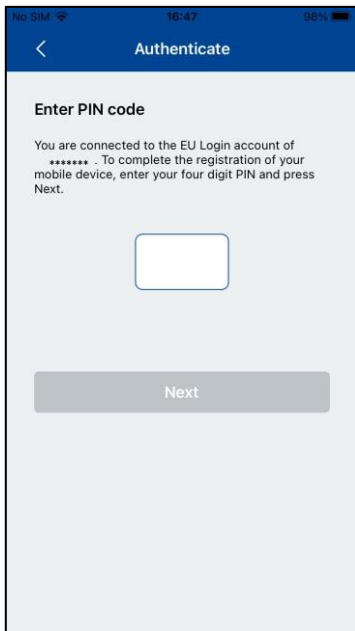 No SIM 16:47 98%
Authenticate
Enter PIN code
You are connected to the EU Login account of
******* . To complete the registration of your
mobile device, enter your four digit PIN and press
Next.
Next